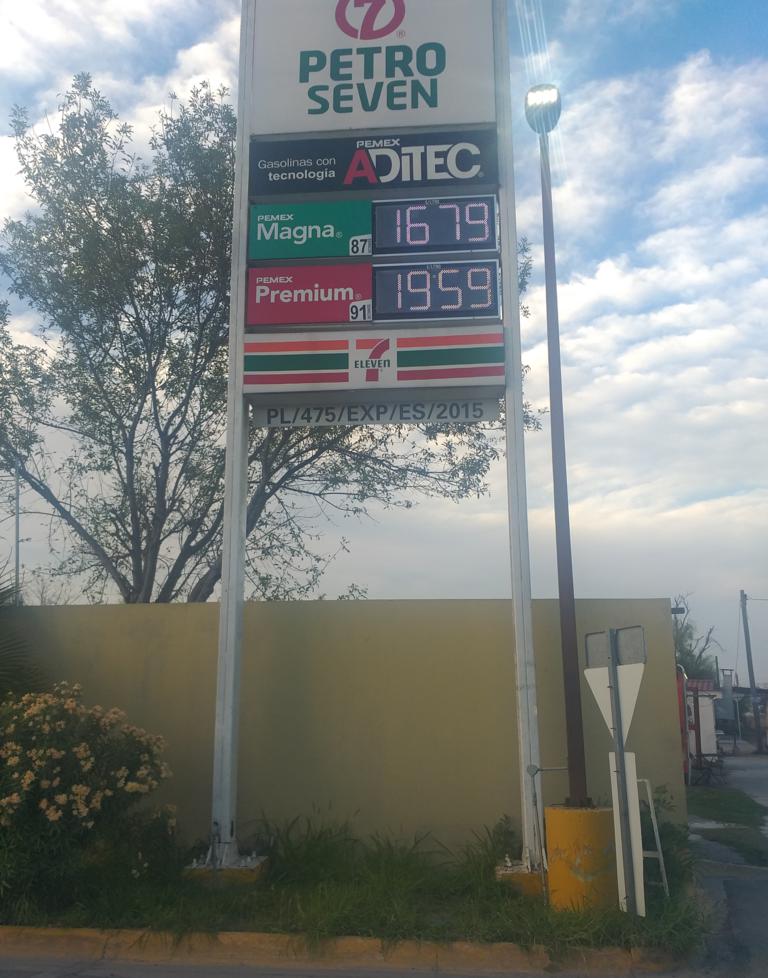 7
PETRO
SEVEN
Gasolinas con
tecnología
PEMEX
ADITEC
PEMEX
Magna
87
1679
PEMEX
Premium
91
1959
7
ELEVEN
PL/475/EXP/ES/2015